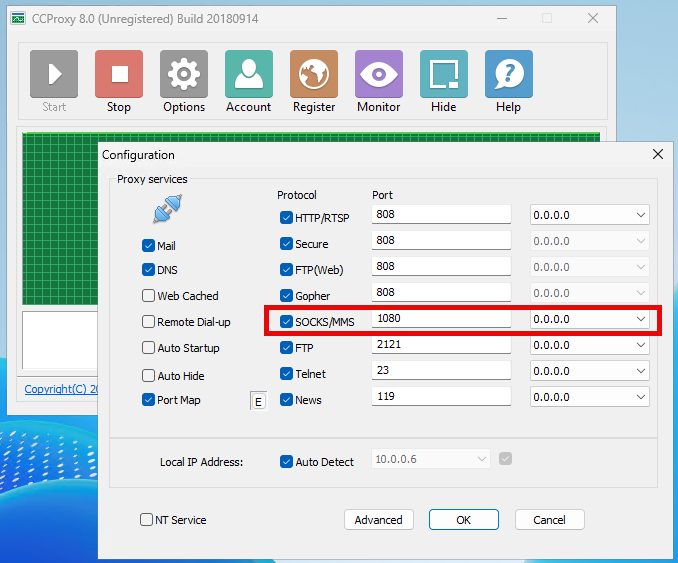 CCProxy 8.0 (Unregistered) Build 20180914
Start Stop Options Account Register Monitor Hide Help
Configuration
Proxy services
Protocol Port
HTTP/RTSP 808 0.0.0.0
Mail Secure 808 0.0.0.0
DNS FTP(Web) 808 0.0.0.0
Web Cached Gopher 808 0.0.0.0
Remote Dial-up SOCKS/MMS 1080 0.0.0.0
Auto Startup FTP 2121 0.0.0.0
Auto Hide Telnet 23 0.0.0.0
Port Map E News 119 0.0.0.0
Copyright(C) 20
Local IP Address: Auto Detect 10.0.0.6
NT Service Advanced OK Cancel